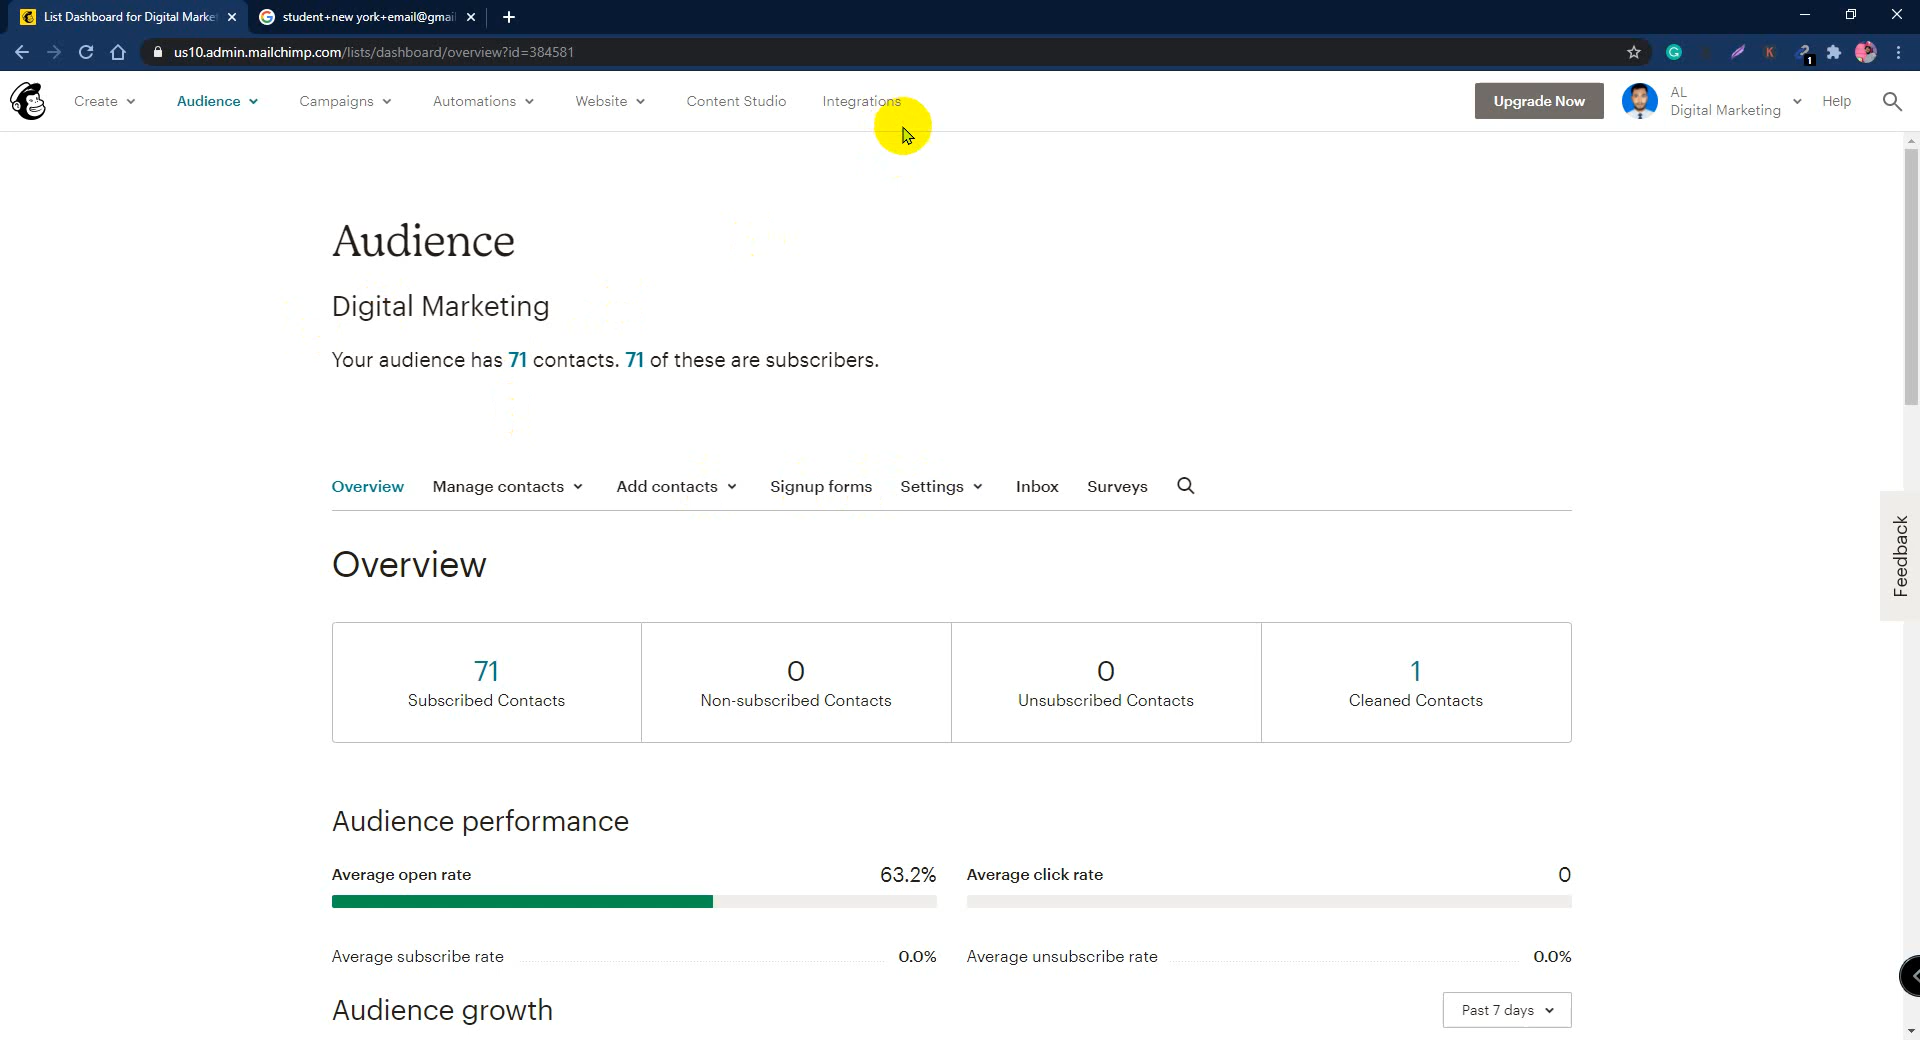 List Dashboard for Digital Marke
student+new york+email@gmai
us10.admin.mailchimp.com/lists/dashboard/overview?id=384581
K
1
Create
Audience
Campaigns
Automations
Website
Content Studio
Integrations
Upgrade Now
AL
Digital Marketing
Help
Audience
Digital Marketing
Your audience has 71 contacts. 71 of these are subscribers.
Overview
Manage contacts
Add contacts
Signup forms
Settings
Inbox
Surveys
Feedback
Overview
71
Subscribed Contacts
0
Non-subscribed Contacts
0
Unsubscribed Contacts
1
Cleaned Contacts
Audience performance
Average open rate 63.2%
Average click rate 0
Average subscribe rate 0.0%
Average unsubscribe rate 0.0%
Audience growth
Past 7 days